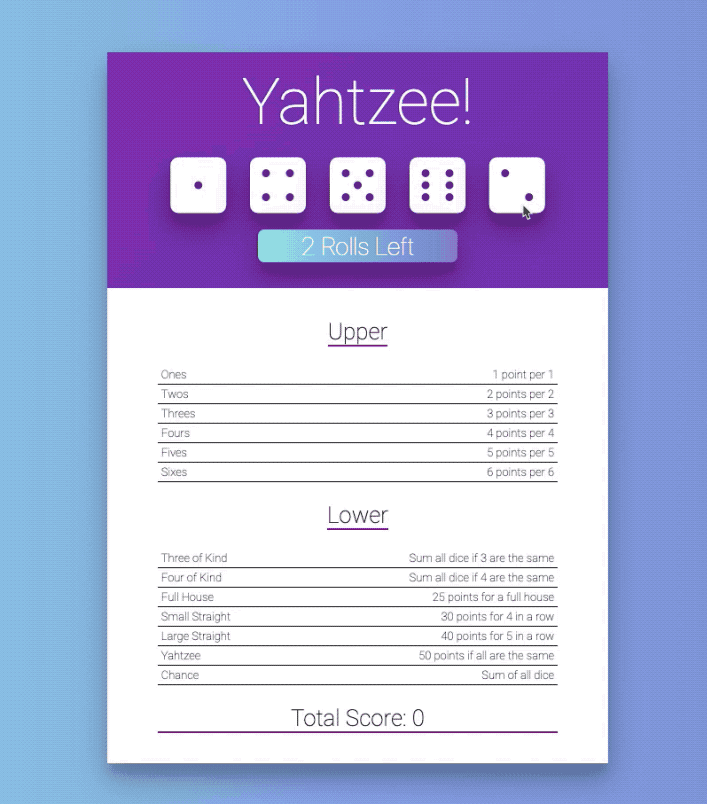 Yahtzee!
2 Rolls Left
Upper
Ones 1 point per 1
Twos 2 points per 2
Threes 3 points per 3
Fours 4 points per 4
Fives 5 points per 5
Sixes 6 points per 6
Lower
Three of Kind Sum all dice if 3 are the same
Four of Kind Sum all dice if 4 are the same
Full House 25 points for a full house
Small Straight 30 points for 4 in a row
Large Straight 40 points for 5 in a row
Yahtzee 50 points if all are the same
Chance Sum of all dice
Total Score: 0